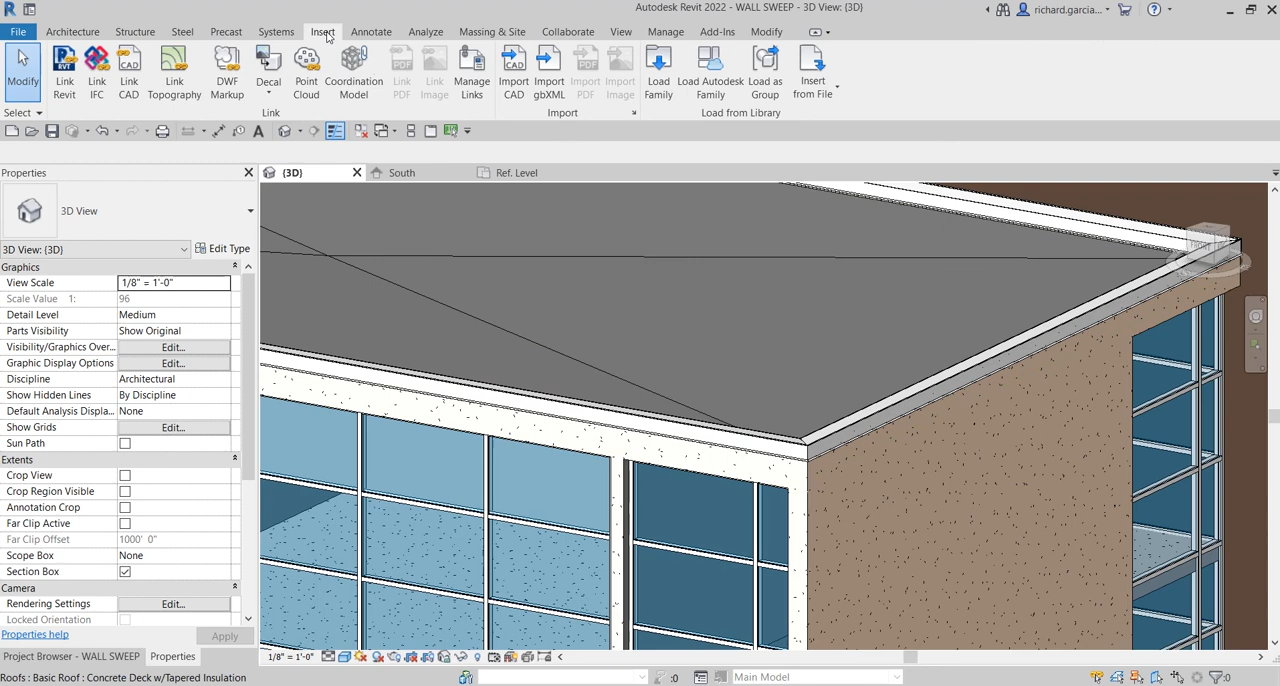 Autodesk Revit 2022 - WALL SWEEP - 3D View: {3D}
richard.garcia...
File Architecture Structure Steel Precast Systems Insert Annotate Analyze Massing & Site Collaborate View Manage Add-Ins Modify
Modify
Link Revit
Link IFC
Link CAD
Link Topography
DWF Markup
Decal
Point Cloud
Coordination Model
Link PDF
Link Image
Manage Links
Import CAD
Import gbXML
Import PDF
Import Image
Load Family
Load Autodesk Family
Load as Group
Insert from File
Select
Link
Import
Load from Library
Properties
{3D}
South
Ref. Level
3D View
3D View: {3D}
Edit Type
Graphics
View Scale 1/8" = 1'-0"
Scale Value 1: 96
Detail Level Medium
Parts Visibility Show Original
Visibility/Graphics Over... Edit...
Graphic Display Options Edit...
Discipline Architectural
Show Hidden Lines By Discipline
Default Analysis Displa... None
Show Grids Edit...
Sun Path
Extents
Crop View
Crop Region Visible
Annotation Crop
Far Clip Active
Far Clip Offset 1000' 0"
Scope Box None
Section Box
Camera
Rendering Settings Edit...
Locked Orientation
Properties help
Apply
Project Browser - WALL SWEEP Properties
1/8" = 1'-0"
Roofs : Basic Roof : Concrete Deck w/Tapered Insulation
:0
Main Model
:0